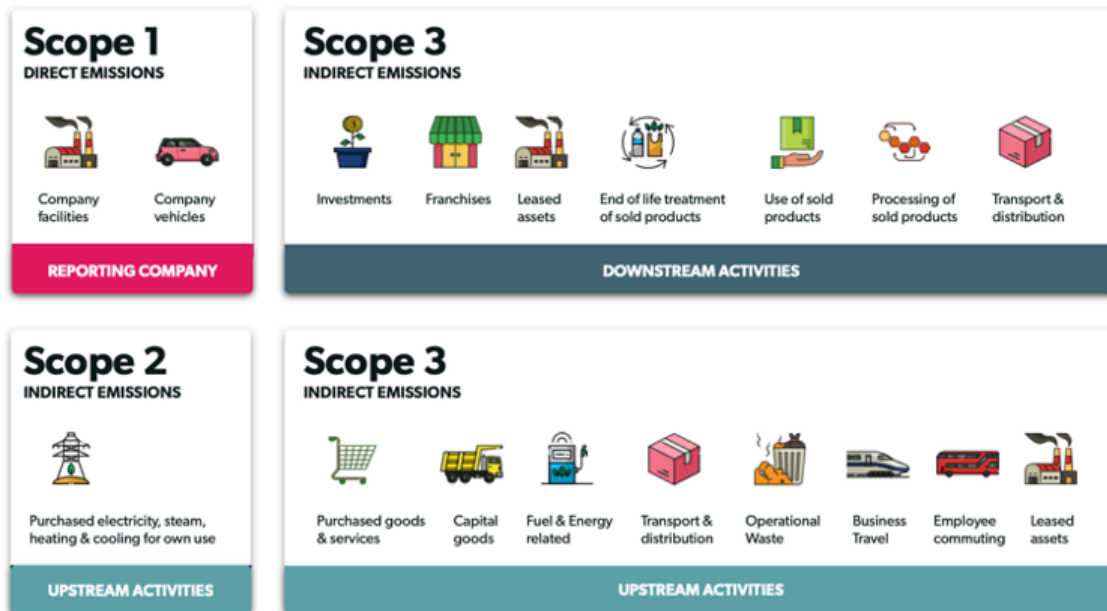 Scope 1
DIRECT EMISSIONS
Company
facilities
Company
vehicles
REPORTING COMPANY
Scope 3
INDIRECT EMISSIONS
Investments
Franchises
Leased
assets
End of life treatment
of sold products
Use of sold
products
Processing of
sold products
Transport &
distribution
DOWNSTREAM ACTIVITIES
Scope 2
INDIRECT EMISSIONS
Purchased electricity, steam,
heating & cooling for own use
UPSTREAM ACTIVITIES
Scope 3
INDIRECT EMISSIONS
Purchased goods
& services
Capital
goods
Fuel & Energy
related
Transport &
distribution
Operational
Waste
Business
Travel
Employee
commuting
Leased
assets
UPSTREAM ACTIVITIES